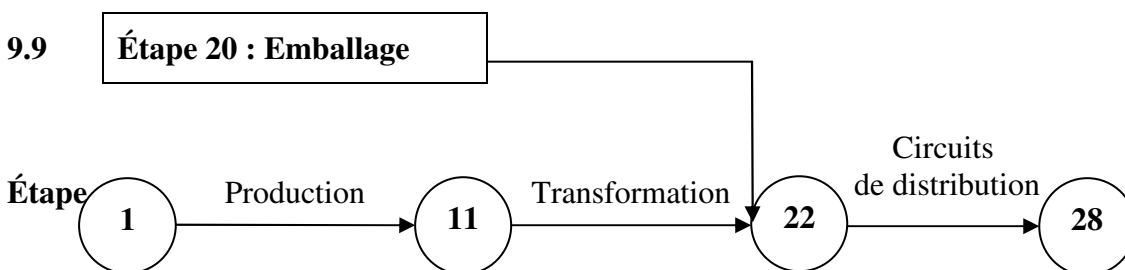 9.9 Étape 20 : Emballage
Circuits
Étape Production Transformation de distribution
1 11 22 28